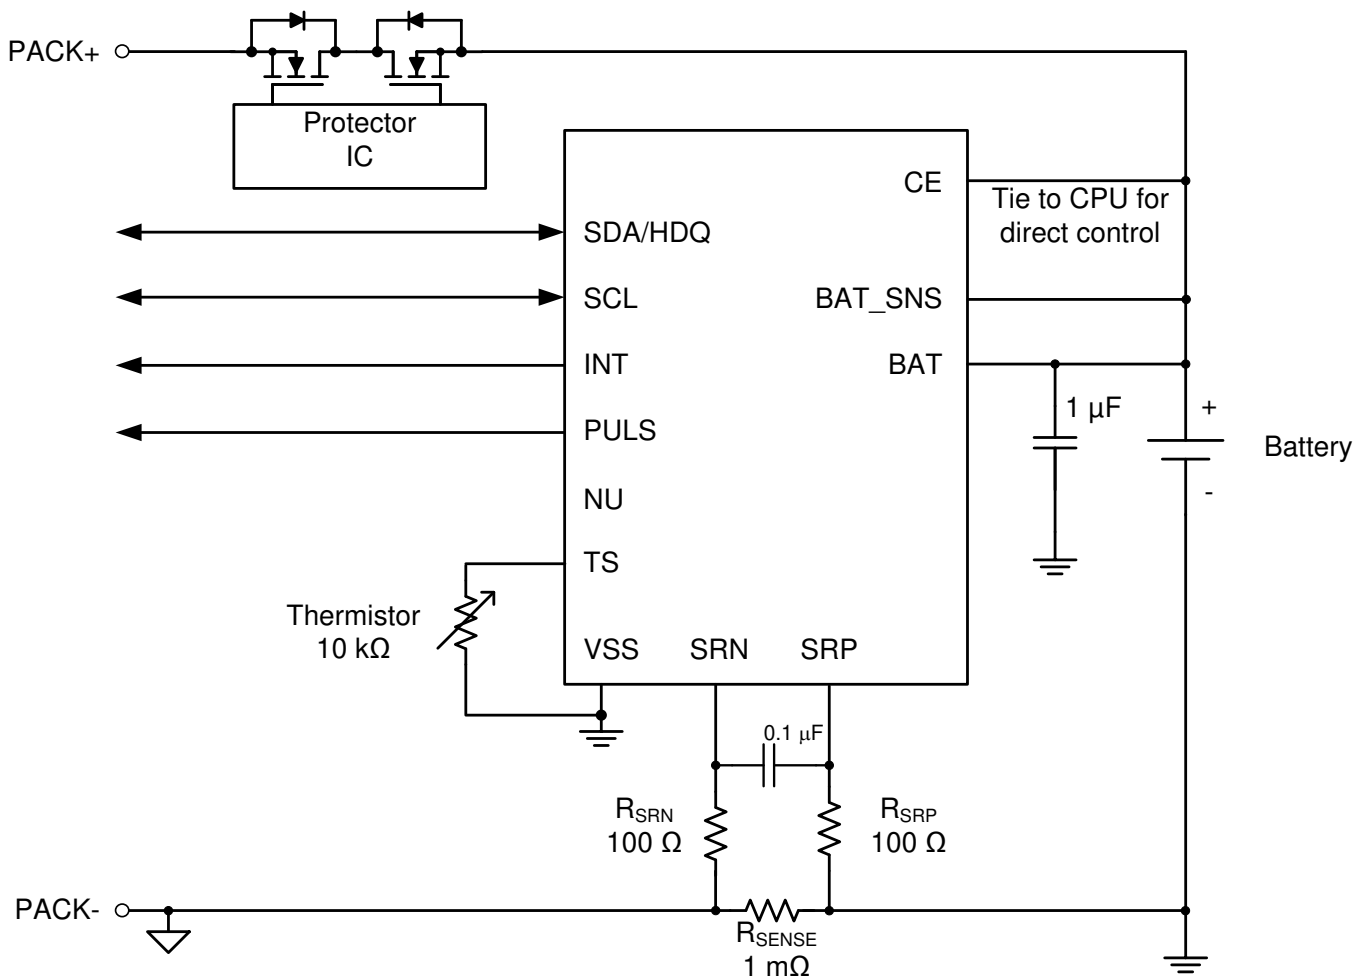 PACK+
Protector
IC
CE
Tie to CPU for
direct control
SDA/HDQ
SCL
BAT_SNS
INT
BAT
1 µF
+
Battery
-
PULS
NU
TS
Thermistor
10 kΩ
VSS
SRN
SRP
0.1 µF
RSRN
100 Ω
RSRP
100 Ω
PACK-
RSENSE
1 mΩ